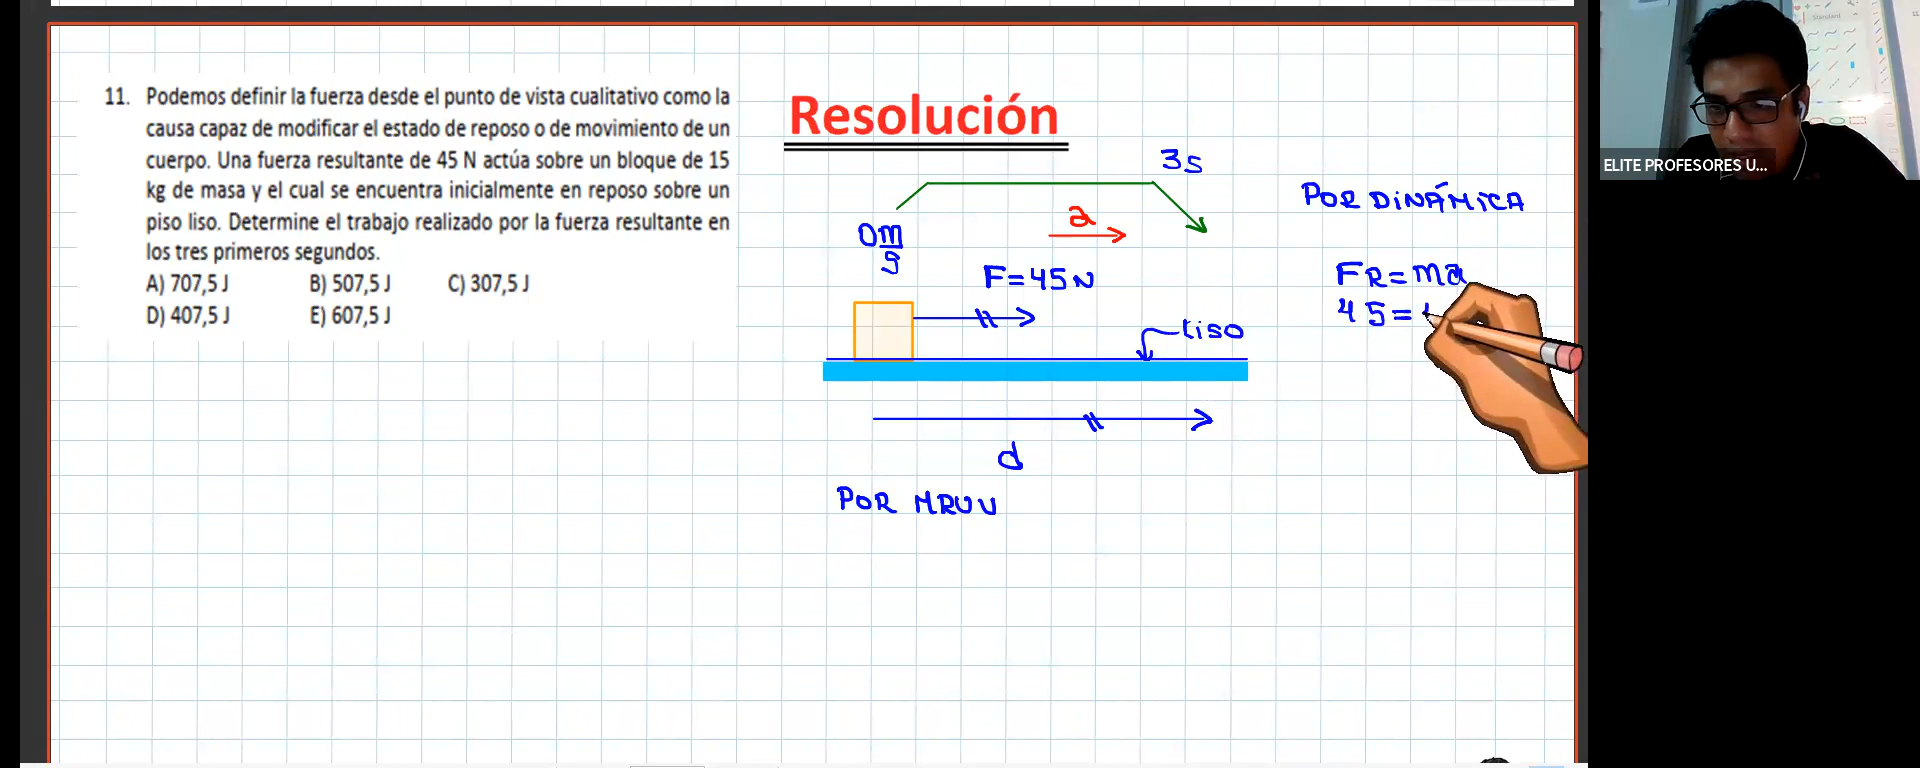 11. Podemos definir la fuerza desde el punto de vista cualitativo como la
causa capaz de modificar el estado de reposo o de movimiento de un
cuerpo. Una fuerza resultante de 45 N actúa sobre un bloque de 15
kg de masa y el cual se encuentra inicialmente en reposo sobre un
piso liso. Determine el trabajo realizado por la fuerza resultante en
los tres primeros segundos.
A) 707,5 J B) 507,5 J C) 307,5 J
D) 407,5 J E) 607,5 J
Resolución
3s
0 m/s
a
F=45N
Liso
d
POR MRUV
POR DINÁMICA
FR=ma
45=
ELITE PROFESORES U...
Standard